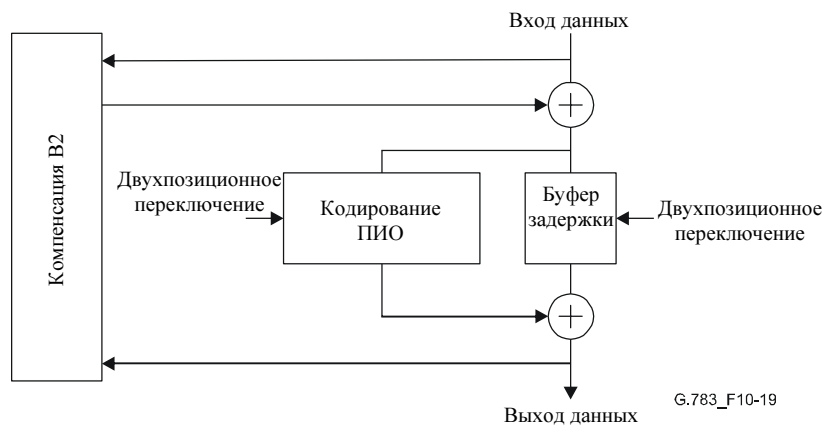 Вход данных
Компенсация B2
Двухпозиционное
переключение
Кодирование
ПИО
Буфер
задержки
Двухпозиционное
переключение
G.783_F10-19
Выход данных